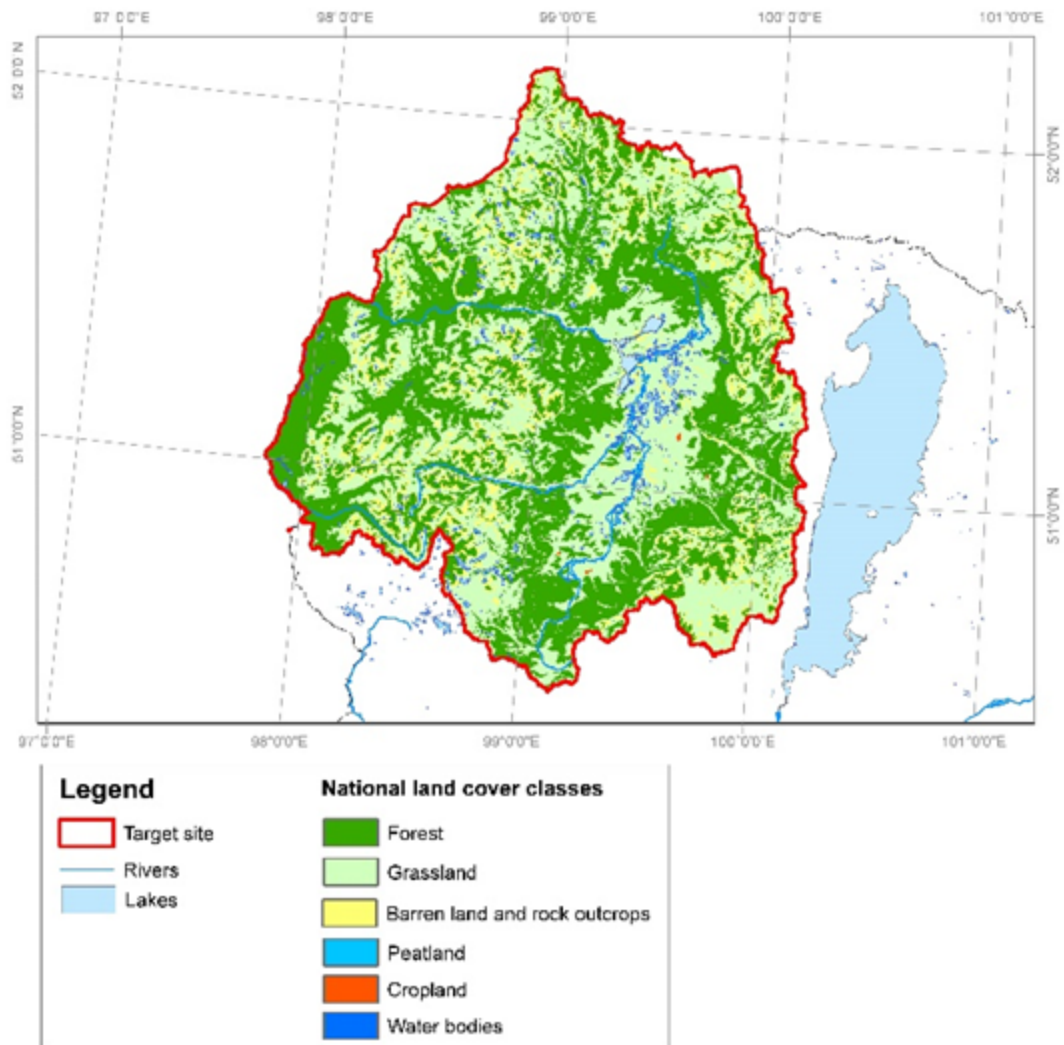 97°0'0"E 98°0'0"E 99°0'0"E 100°0'0"E 101°0'0"E
52°0'0"N
52°0'0"N
51°0'0"N
51°0'0"N
97°0'0"E 98°0'0"E 99°0'0"E 100°0'0"E 101°0'0"E
Legend
Target site
Rivers
Lakes
National land cover classes
Forest
Grassland
Barren land and rock outcrops
Peatland
Cropland
Water bodies